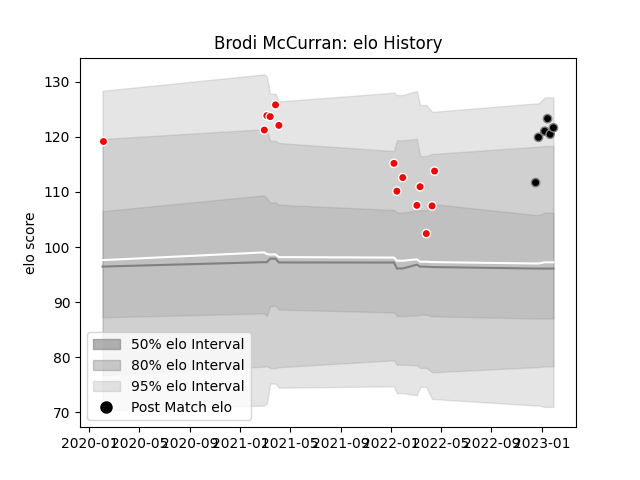 Brodi McCurran: elo History
elo score
130
120
110
100
90
80
70
50% elo Interval
80% elo Interval
95% elo Interval
Post Match elo
2020-01 2020-05 2020-09 2021-01 2021-05 2021-09 2022-01 2022-05 2022-09 2023-01